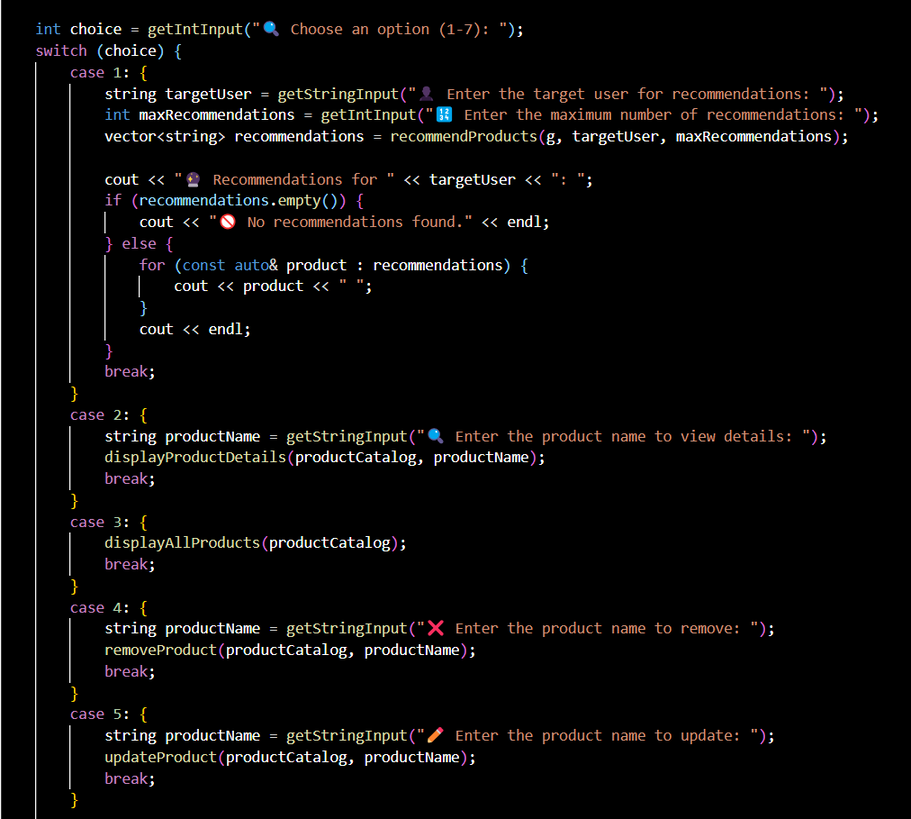 int choice = getIntInput("🔍 Choose an option (1-7): ");
switch (choice) {
    case 1: {
        string targetUser = getStringInput("👤 Enter the target user for recommendations: ");
        int maxRecommendations = getIntInput("🔢 Enter the maximum number of recommendations: ");
        vector<string> recommendations = recommendProducts(g, targetUser, maxRecommendations);

        cout << "🔮 Recommendations for " << targetUser << ": ";
        if (recommendations.empty()) {
            cout << "🚫 No recommendations found." << endl;
        } else {
            for (const auto& product : recommendations) {
                cout << product << " ";
            }
            cout << endl;
        }
        break;
    }
    case 2: {
        string productName = getStringInput("🔍 Enter the product name to view details: ");
        displayProductDetails(productCatalog, productName);
        break;
    }
    case 3: {
        displayAllProducts(productCatalog);
        break;
    }
    case 4: {
        string productName = getStringInput("❌ Enter the product name to remove: ");
        removeProduct(productCatalog, productName);
        break;
    }
    case 5: {
        string productName = getStringInput("✏️ Enter the product name to update: ");
        updateProduct(productCatalog, productName);
        break;
    }